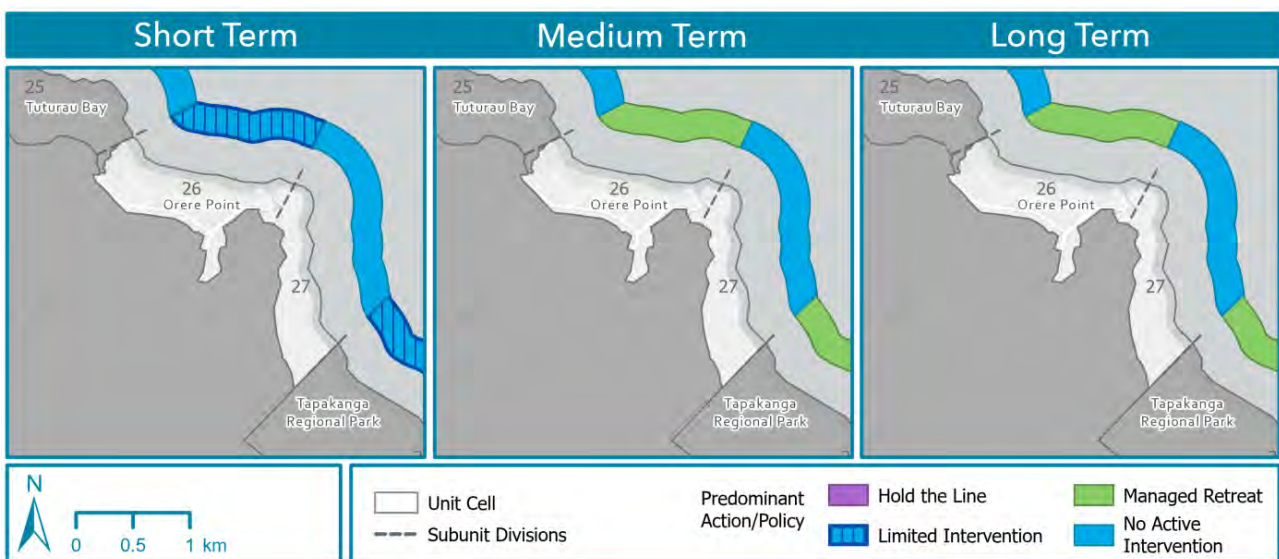 Short Term
Medium Term
Long Term
25
Tuturau Bay
26
Orere Point
27
Tapakanga
Regional Park
25
Tuturau Bay
26
Orere Point
27
Tapakanga
Regional Park
25
Tuturau Bay
26
Orere Point
27
Tapakanga
Regional Park
N
0 0.5 1 km
Unit Cell
Subunit Divisions
Predominant
Action/Policy
Hold the Line
Limited Intervention
Managed Retreat
No Active
Intervention